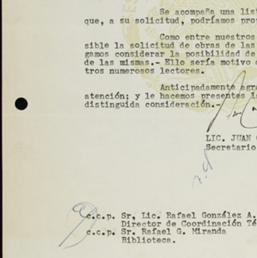 Se acompaña una lis
que, a su solicitud, podríamos pro
Como entre nuestros
sible la solicitud de obras de las
gamos considerar la posibilidad de
de las mismas.- Ello sería motivo d
tros numerosos lectores.
Anticipadamente agra
atención; y le hacemos presentes l
distinguida consideración.-
LIC. JUAN
Secretario
c.c.p. Sr. Lic. Rafael González A.
Director de Coordinación Té
c.c.p. Sr. Rafael G. Miranda
Biblioteca.